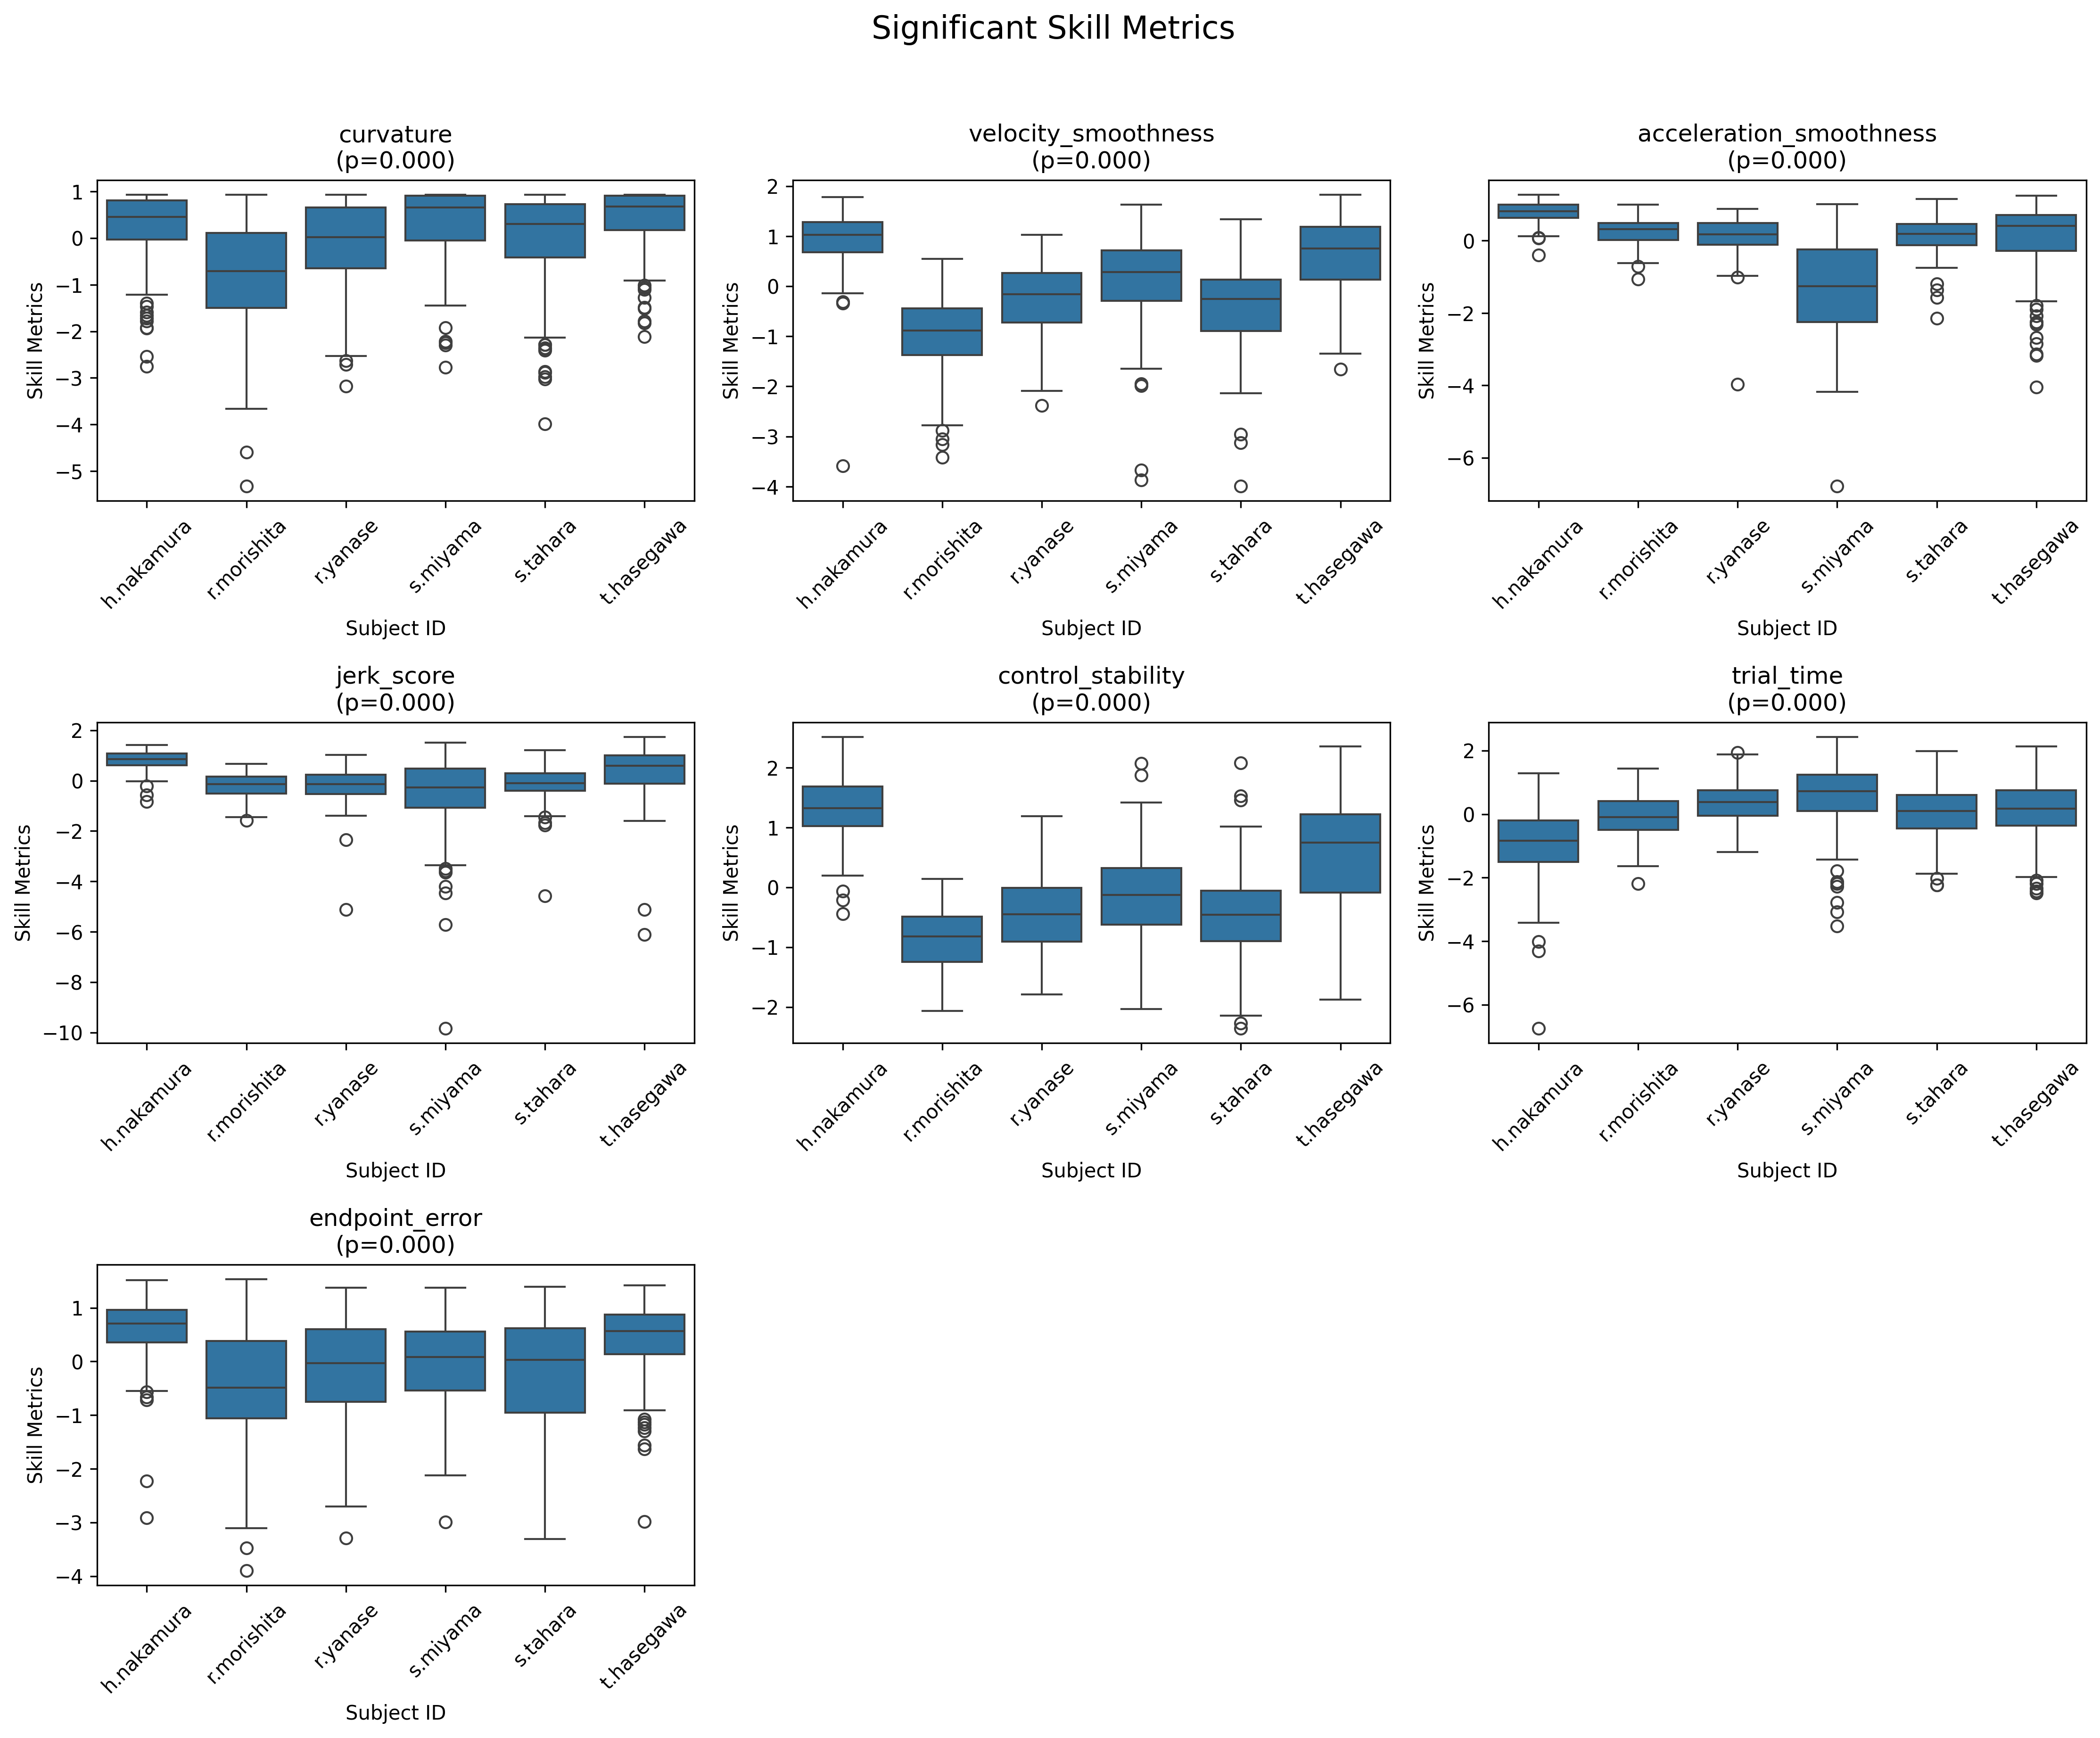 Significant Skill Metrics
curvature
(p=0.000)
Skill Metrics
1
0
−1
−2
−3
−4
−5
h.nakamura
r.morishita
r.yanase
s.miyama
s.tahara
t.hasegawa
Subject ID
velocity_smoothness
(p=0.000)
Skill Metrics
2
1
0
−1
−2
−3
−4
h.nakamura
r.morishita
r.yanase
s.miyama
s.tahara
t.hasegawa
Subject ID
acceleration_smoothness
(p=0.000)
Skill Metrics
0
−2
−4
−6
h.nakamura
r.morishita
r.yanase
s.miyama
s.tahara
t.hasegawa
Subject ID
jerk_score
(p=0.000)
Skill Metrics
2
0
−2
−4
−6
−8
−10
h.nakamura
r.morishita
r.yanase
s.miyama
s.tahara
t.hasegawa
Subject ID
control_stability
(p=0.000)
Skill Metrics
2
1
0
−1
−2
h.nakamura
r.morishita
r.yanase
s.miyama
s.tahara
t.hasegawa
Subject ID
trial_time
(p=0.000)
Skill Metrics
2
0
−2
−4
−6
h.nakamura
r.morishita
r.yanase
s.miyama
s.tahara
t.hasegawa
Subject ID
endpoint_error
(p=0.000)
Skill Metrics
1
0
−1
−2
−3
−4
h.nakamura
r.morishita
r.yanase
s.miyama
s.tahara
t.hasegawa
Subject ID